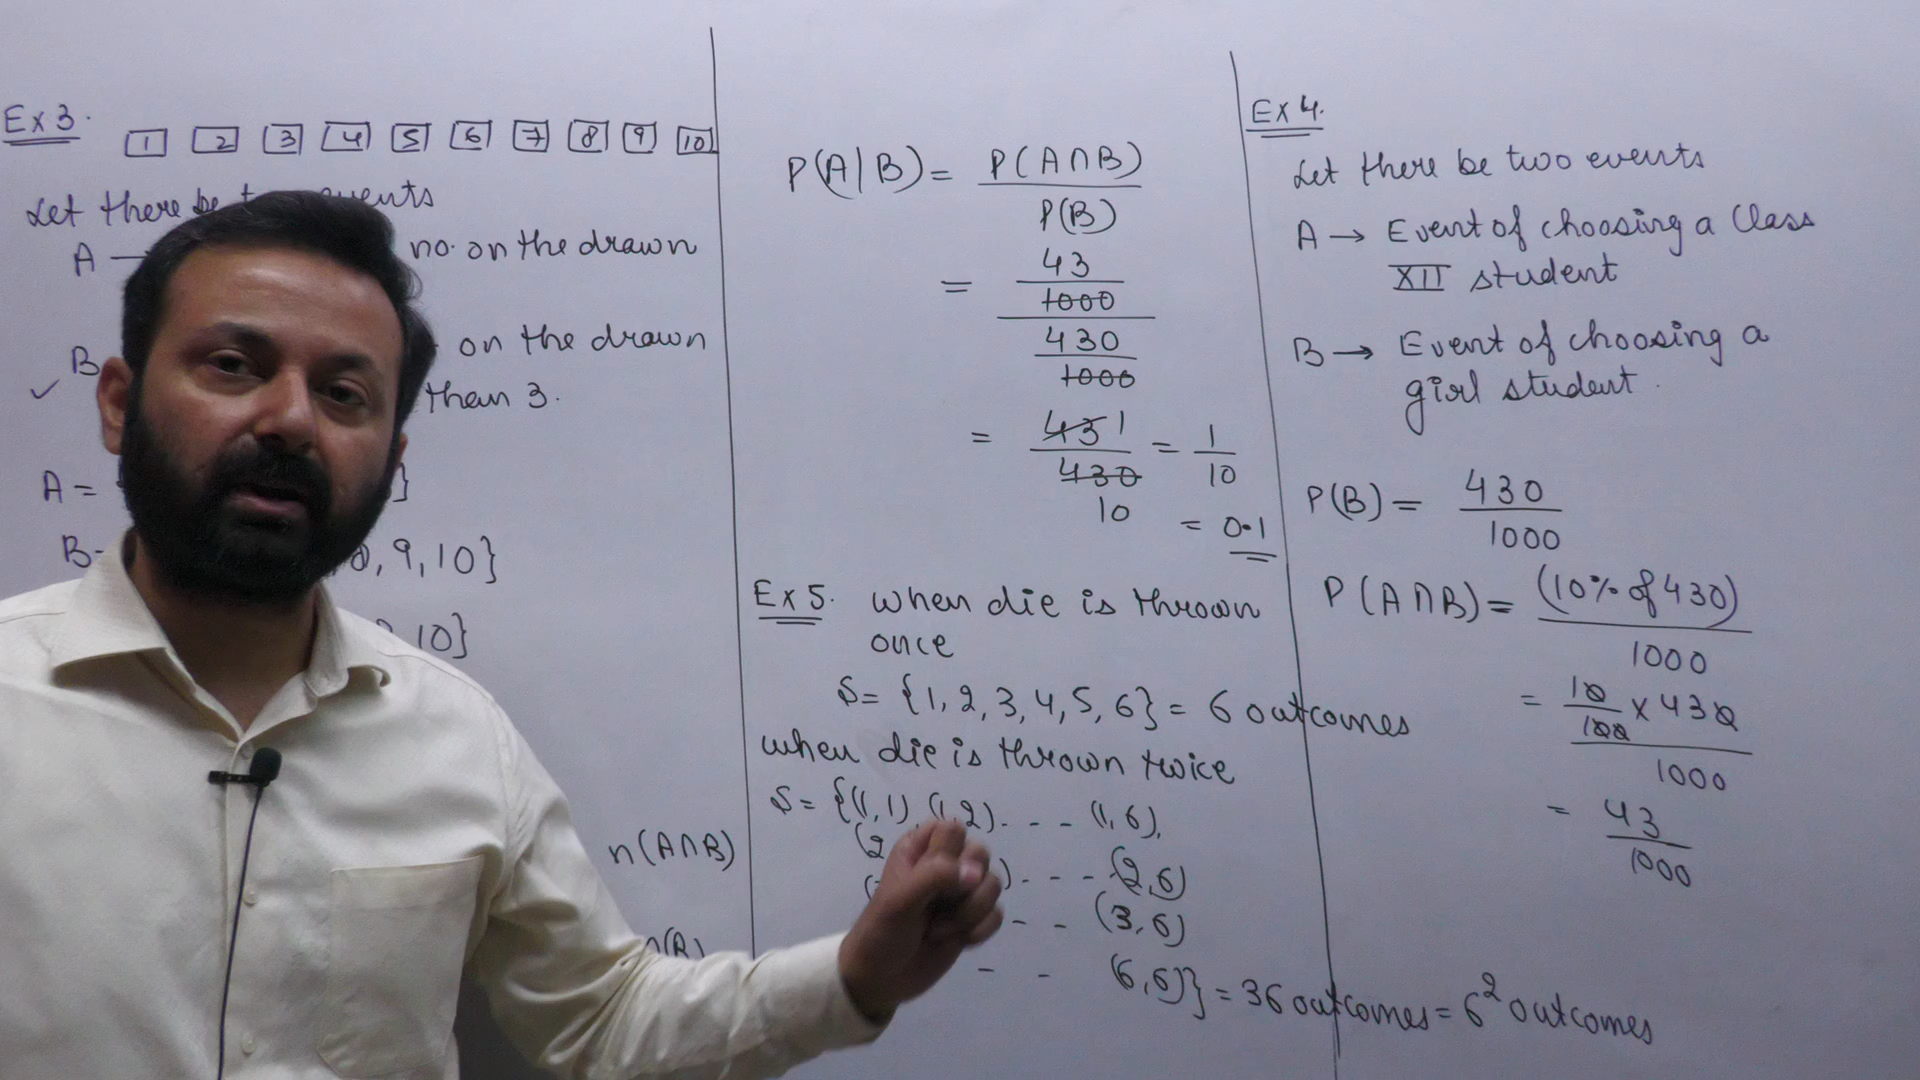 Ex 3.
1 2 3 4 5 6 7 8 9 10
Let there be events
A → no. on the drawn
B on the drawn
✓ than 3.
A = }
B = , 9, 10}
10}
n(A∩B)
n(B)
P(A|B) = P(A∩B)
P(B)
= 43
1000
430
1000
= 43 1 = 1
430 10
10 = 0.1
Ex 5. When die is thrown
once
S = {1, 2, 3, 4, 5, 6} = 6 outcomes
When die is thrown twice
S = {(1,1), (1,2). - - - (1,6),
(2
) - - - (2,6)
- - (3,6)
- - (6,6)} = 36 outcomes = 6² outcomes
Ex 4.
Let there be two events
A → Event of choosing a Class
XII student
B → Event of choosing a
girl student.
P(B) = 430
1000
P(A∩B) = (10% of 430)
1000
= 10 × 430
100
1000
= 43
1000